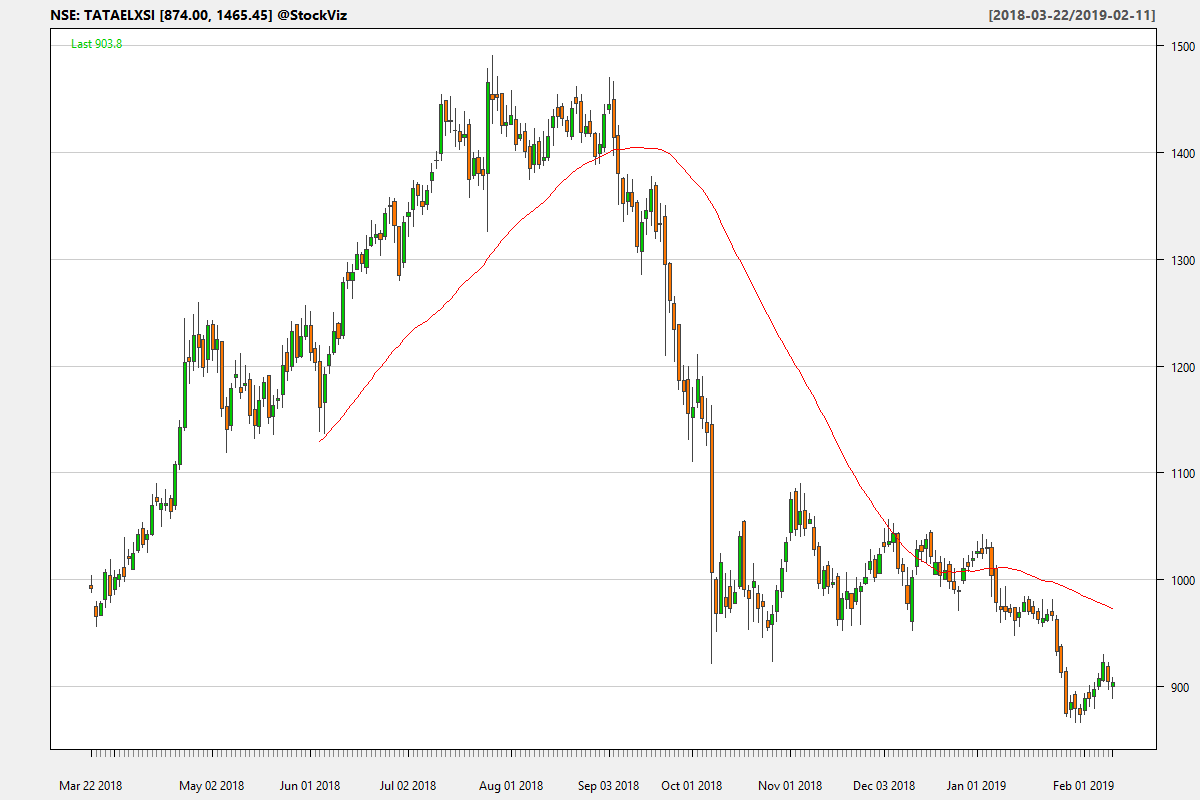 NSE: TATAELXSI [874.00, 1465.45] @StockViz [2018-03-22/2019-02-11]
Last 903.8
1500
1400
1300
1200
1100
1000
900
Mar 22 2018 May 02 2018 Jun 01 2018 Jul 02 2018 Aug 01 2018 Sep 03 2018 Oct 01 2018 Nov 01 2018 Dec 03 2018 Jan 01 2019 Feb 01 2019